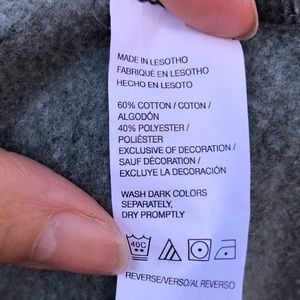 MADE IN LESOTHO
FABRIQUÉ EN LESOTHO
HECHO EN LESOTO
60% COTTON / COTON /
ALGODÓN
40% POLYESTER /
POLIÉSTER
EXCLUSIVE OF DECORATION /
SAUF DÉCORATION /
EXCLUYE LA DECORACIÓN
WASH DARK COLORS
SEPARATELY,
DRY PROMPTLY
40C
REVERSE/VERSO/AL REVERSO